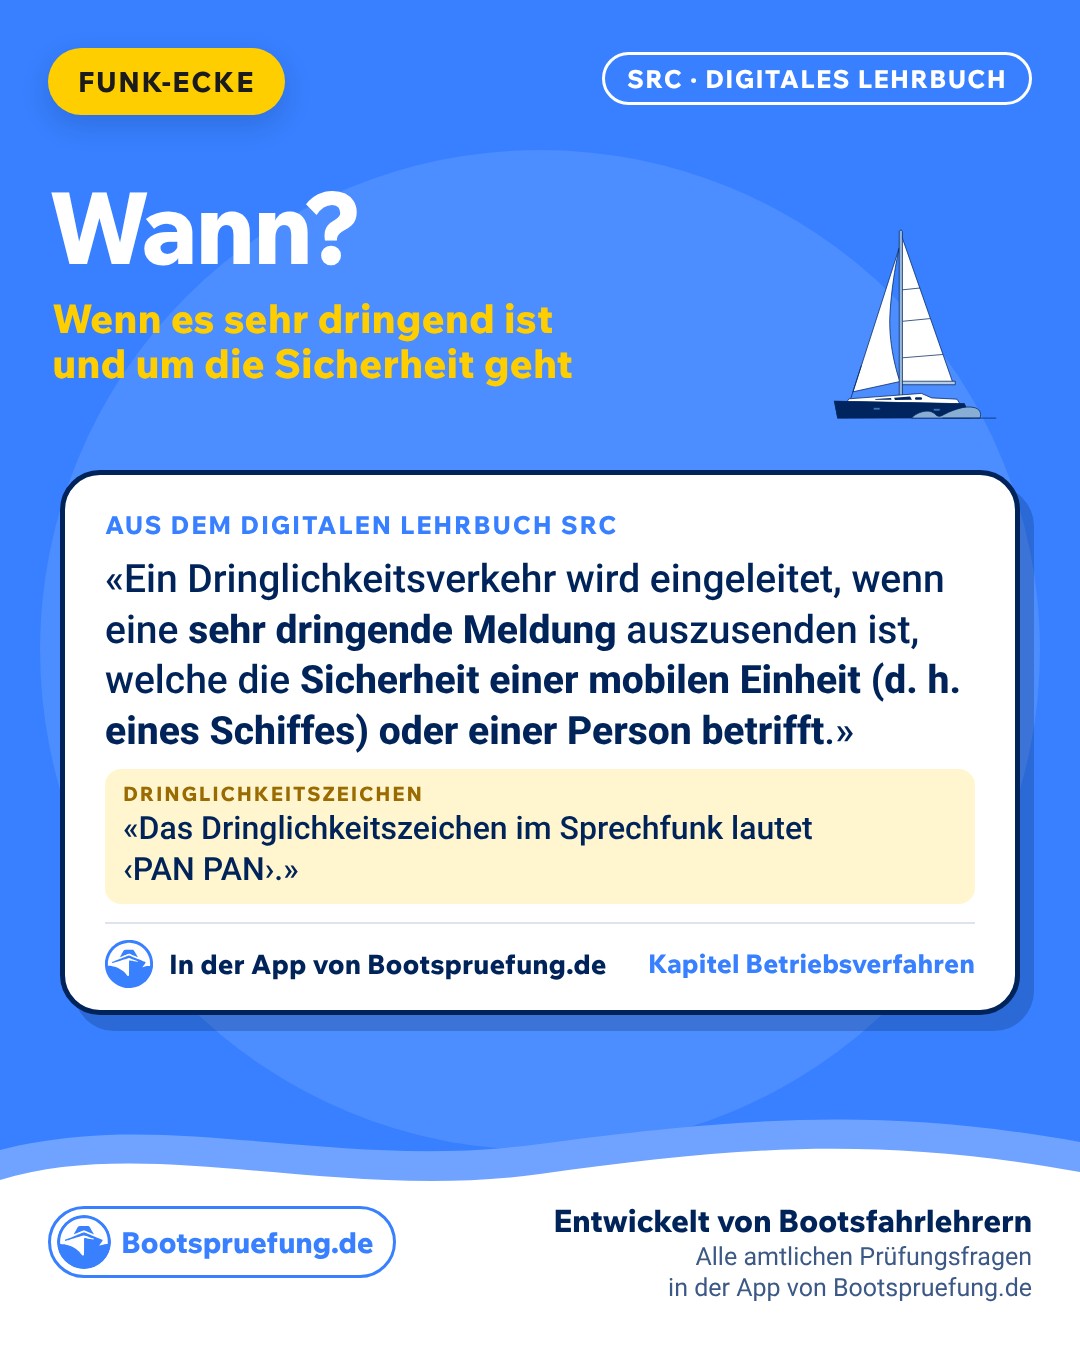 FUNK-ECKE
SRC · DIGITALES LEHRBUCH
Wann?
Wenn es sehr dringend ist
und um die Sicherheit geht
AUS DEM DIGITALEN LEHRBUCH SRC
«Ein Dringlichkeitsverkehr wird eingeleitet, wenn
eine sehr dringende Meldung auszusenden ist,
welche die Sicherheit einer mobilen Einheit (d. h.
eines Schiffes) oder einer Person betrifft.»
DRINGLICHKEITSZEICHEN
«Das Dringlichkeitszeichen im Sprechfunk lautet
‹PAN PAN›.»
In der App von Bootspruefung.de
Kapitel Betriebsverfahren
Bootspruefung.de
Entwickelt von Bootsfahrlehrern
Alle amtlichen Prüfungsfragen
in der App von Bootspruefung.de